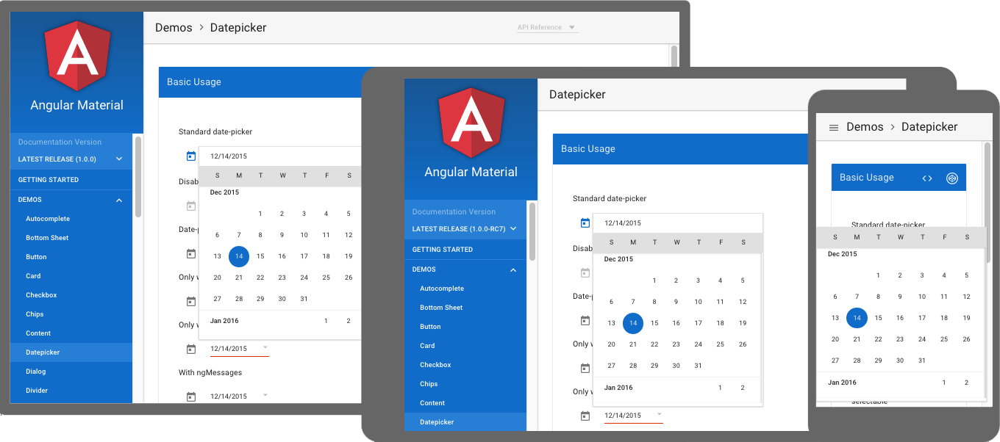 Demos > Datepicker
API Reference
Angular Material
Documentation Version
LATEST RELEASE (1.0.0)
GETTING STARTED
DEMOS
Autocomplete
Bottom Sheet
Button
Card
Checkbox
Chips
Content
Datepicker
Dialog
Divider
Basic Usage
Standard date-picker
12/14/2015
Disab
Date-p
Only w
Only w
S M T W T F S
Dec 2015
1 2 3 4 5
6 7 8 9 10 11 12
13 14 15 16 17 18 19
20 21 22 23 24 25 26
27 28 29 30 31
Jan 2016 1 2
12/14/2015
With ngMessages
12/14/2015
Datepicker
Angular Material
Documentation Version
LATEST RELEASE (1.0.0-RC7)
GETTING STARTED
DEMOS
Autocomplete
Bottom Sheet
Button
Card
Checkbox
Chips
Content
Datepicker
Basic Usage
Standard date-picker
12/14/2015
Disab
Date-p
Only w
Only w
S M T W T F S
Dec 2015
1 2 3 4 5
6 7 8 9 10 11 12
13 14 15 16 17 18 19
20 21 22 23 24 25 26
27 28 29 30 31
Jan 2016 1 2
12/14/2015
Demos > Datepicker
Basic Usage
Standard date-picker
S M T W T F S
Dec 2015
1 2 3 4 5
6 7 8 9 10 11 12
13 14 15 16 17 18 19
20 21 22 23 24 25 26
27 28 29 30 31
Jan 2016 1 2
selectable